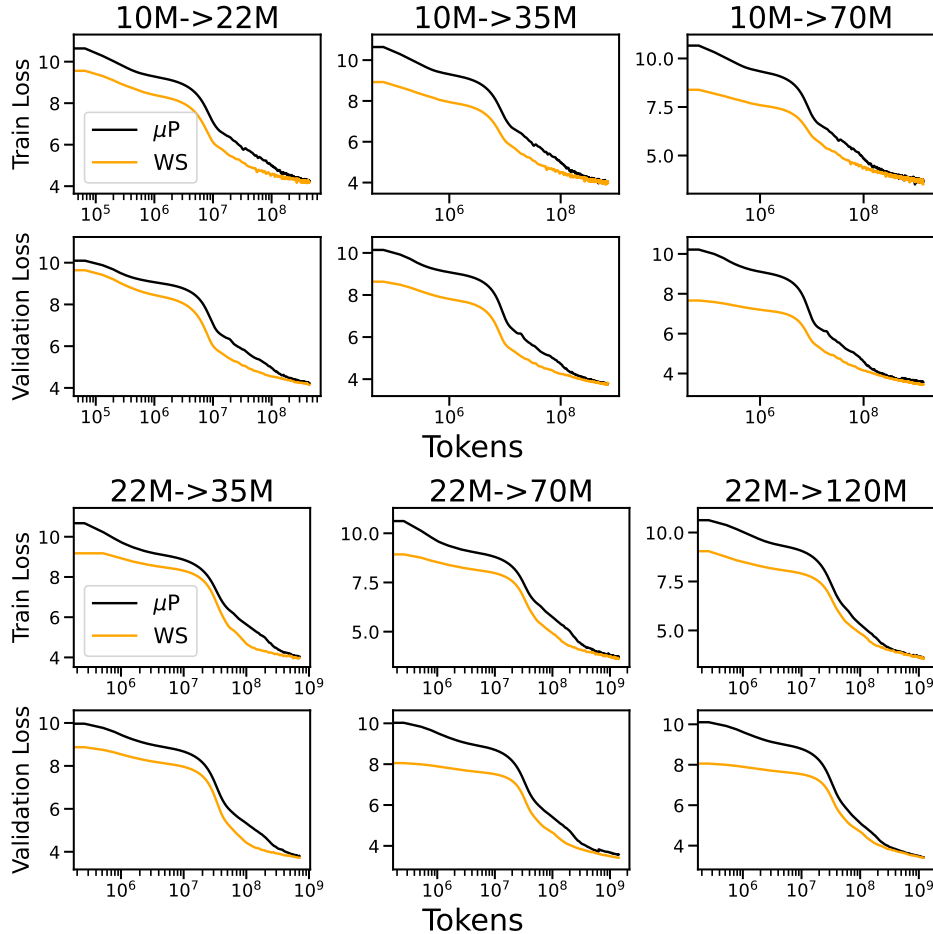 10M->22M 10M->35M 10M->70M
Train Loss
10 8 6 4
μP
WS
10⁵ 10⁶ 10⁷ 10⁸
10 8 6 4
10⁶ 10⁸
10.0 7.5 5.0
10⁶ 10⁸
Validation Loss
10 8 6 4
10⁵ 10⁶ 10⁷ 10⁸
10 8 6 4
10⁶ 10⁸
10 8 6 4
10⁶ 10⁸
Tokens
22M->35M 22M->70M 22M->120M
Train Loss
10 8 6 4
μP
WS
10⁶ 10⁷ 10⁸ 10⁹
10.0 7.5 5.0
10⁶ 10⁷ 10⁸ 10⁹
10.0 7.5 5.0
10⁶ 10⁷ 10⁸ 10⁹
Validation Loss
10 8 6 4
10⁶ 10⁷ 10⁸ 10⁹
10 8 6 4
10⁶ 10⁷ 10⁸ 10⁹
10 8 6 4
10⁶ 10⁷ 10⁸ 10⁹
Tokens